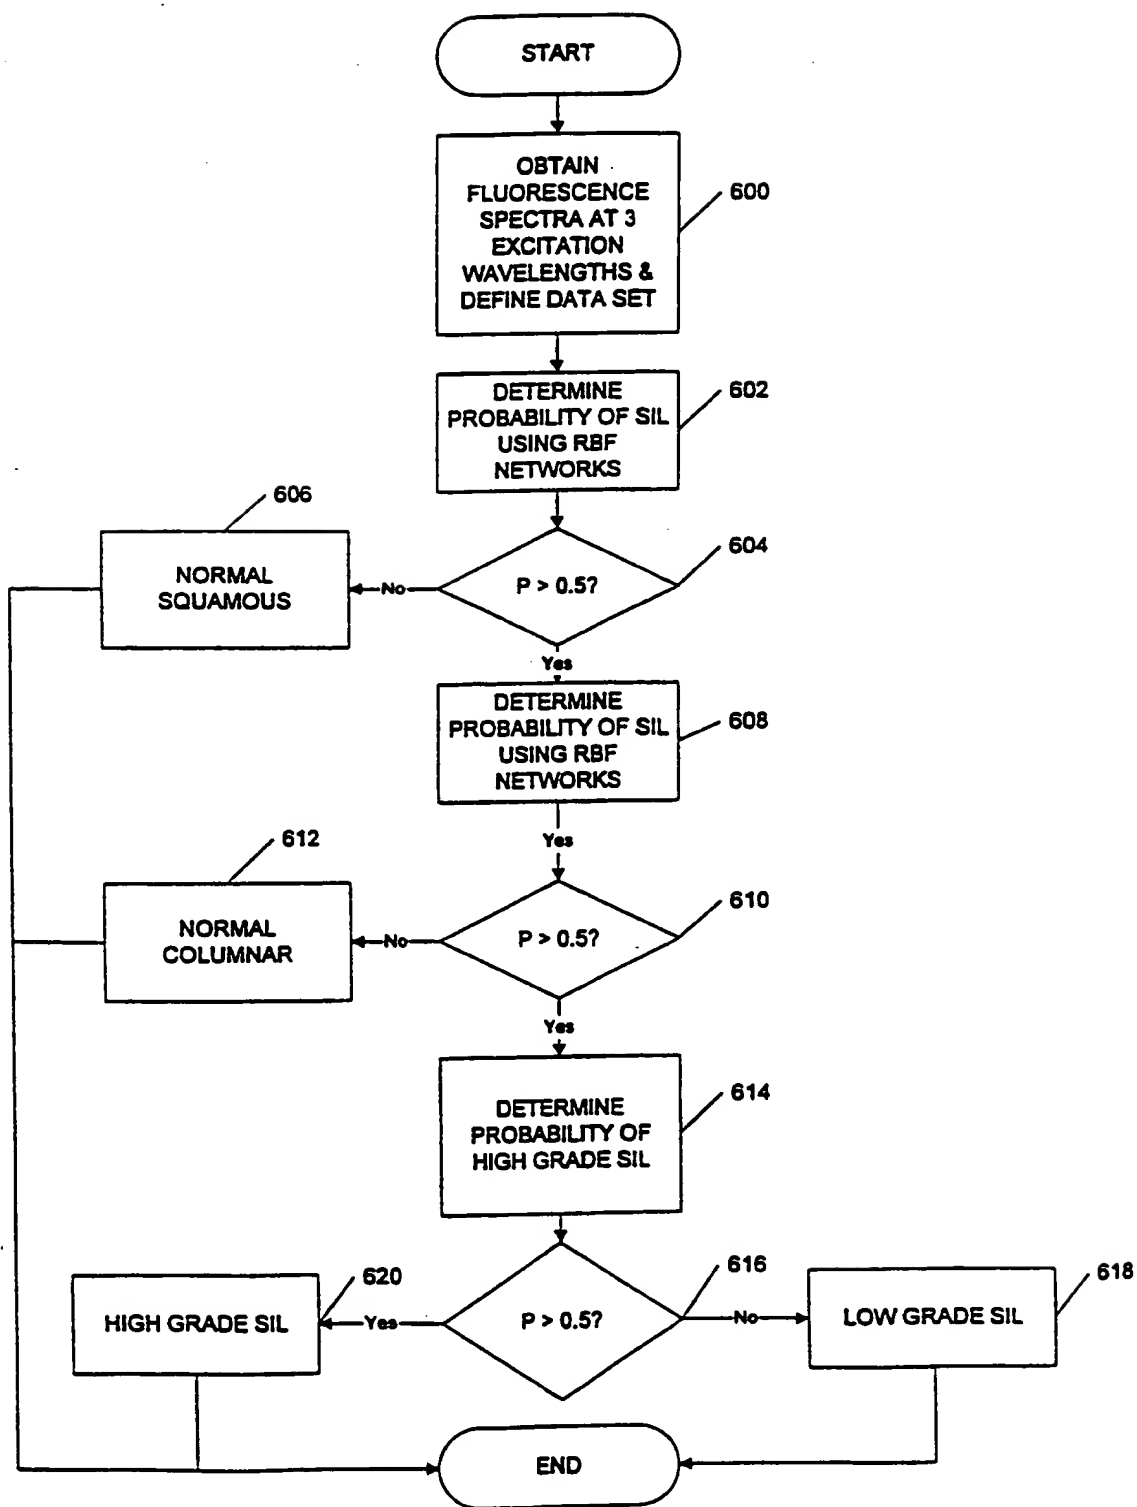 START
OBTAIN
FLUORESCENCE
SPECTRA AT 3
EXCITATION
WAVELENGTHS &
DEFINE DATA SET
600
DETERMINE
PROBABILITY OF SIL
USING RBF
NETWORKS
602
606
NORMAL
SQUAMOUS
No
P > 0.5?
604
Yes
DETERMINE
PROBABILITY OF SIL
USING RBF
NETWORKS
608
Yes
612
NORMAL
COLUMNAR
No
P > 0.5?
610
Yes
DETERMINE
PROBABILITY OF
HIGH GRADE SIL
614
620
HIGH GRADE SIL
Yes
P > 0.5?
616
No
LOW GRADE SIL
618
END